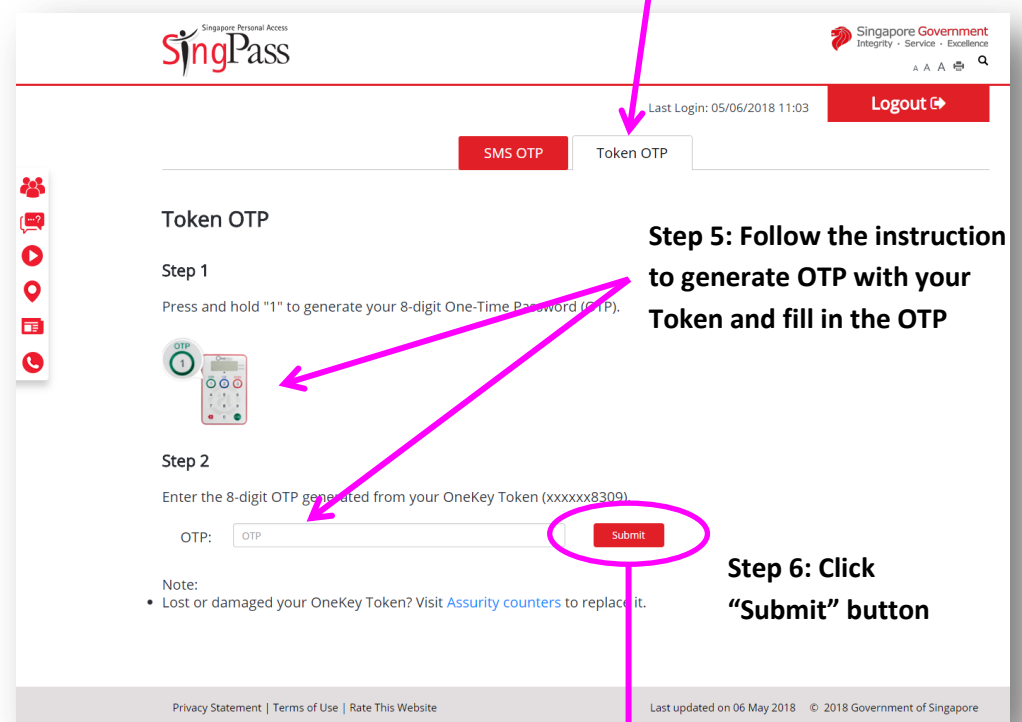 Singapore Personal Access
SingPass
Singapore Government
Integrity · Service · Excellence
A A A
Last Login: 05/06/2018 11:03
Logout
SMS OTP
Token OTP
Token OTP
Step 5: Follow the instruction
to generate OTP with your
Token and fill in the OTP
Step 1
Press and hold "1" to generate your 8-digit One-Time Password (OTP).
OTP
1
Step 2
Enter the 8-digit OTP generated from your OneKey Token (xxxxxx8309).
OTP:
OTP
Submit
Step 6: Click
“Submit” button
Note:
• Lost or damaged your OneKey Token? Visit Assurity counters to replace it.
Privacy Statement | Terms of Use | Rate This Website
Last updated on 06 May 2018 © 2018 Government of Singapore